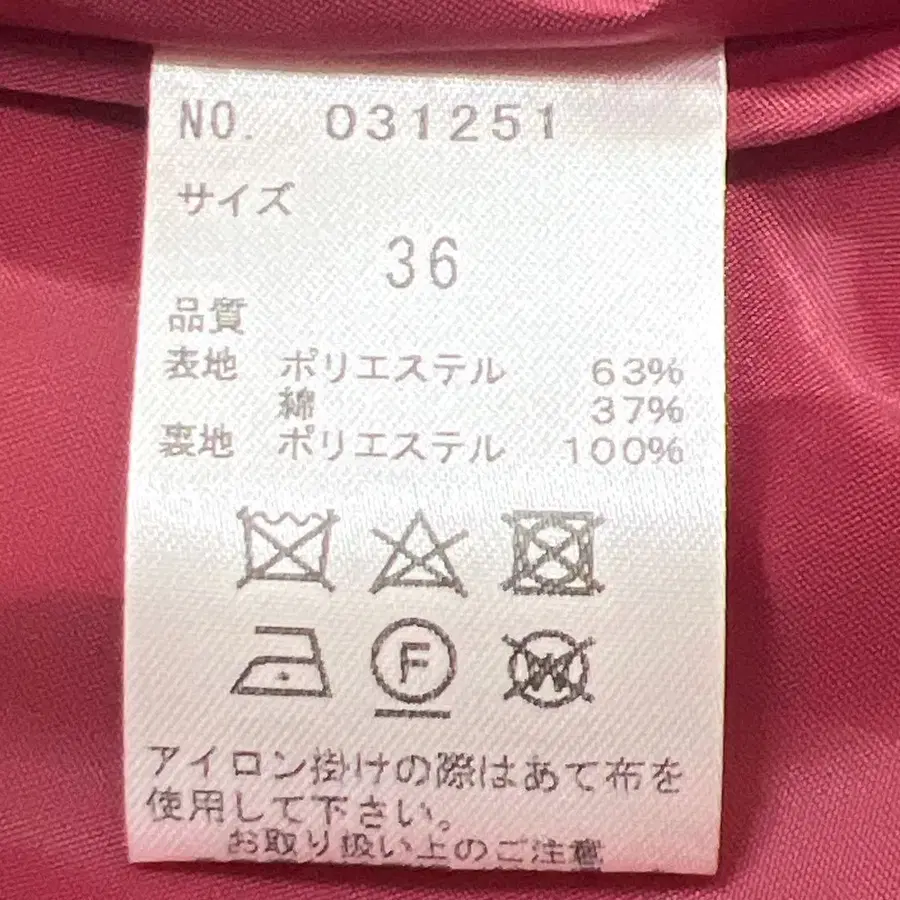 NO. 031251
サイズ
36
品質
表地 ポリエステル 63%
綿 37%
裏地 ポリエステル 100%
F
W
アイロン掛けの際はあて布を
使用して下さい。
お取り扱い上のご注意